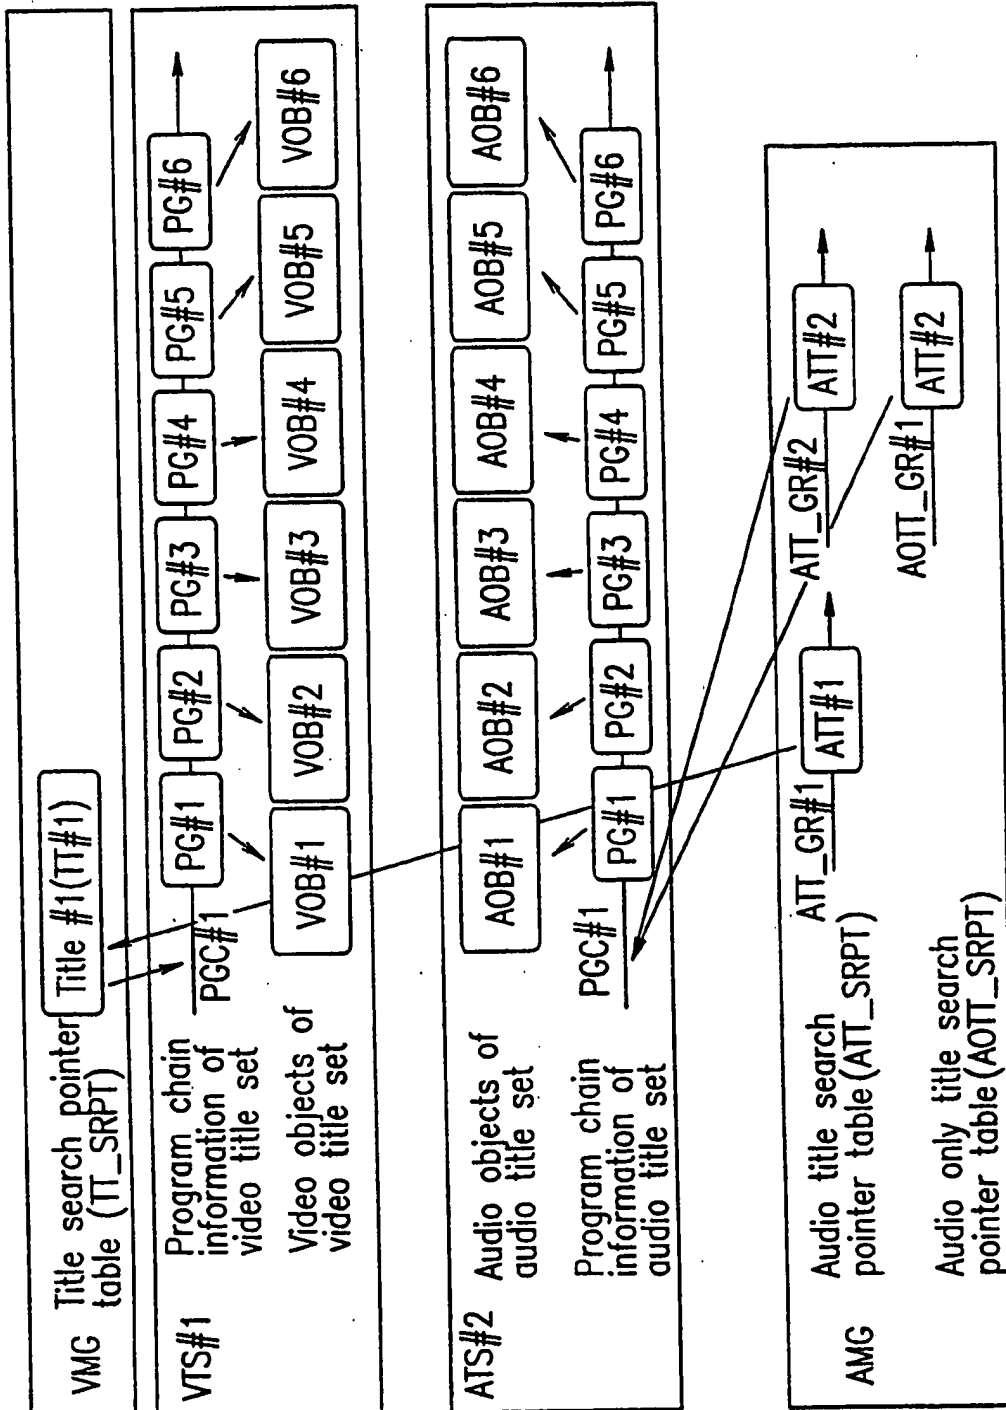 VMG
Title search pointer
table (TT_SRPT)
Title #1(TT#1)
VTS#1
Program chain
information of
video title set
PGC#1
PG#1
PG#2
PG#3
PG#4
PG#5
PG#6
Video objects of
video title set
VOB#1
VOB#2
VOB#3
VOB#4
VOB#5
VOB#6
ATS#2
Audio objects of
audio title set
AOB#1
AOB#2
AOB#3
AOB#4
AOB#5
AOB#6
Program chain
information of
audio title set
PGC#1
PG#1
PG#2
PG#3
PG#4
PG#5
PG#6
AMG
Audio title search
pointer table(ATT_SRPT)
ATT_GR#1
ATT#1
ATT_GR#2
ATT#2
Audio only title search
pointer table(AOTT_SRPT)
AOTT_GR#1
ATT#2